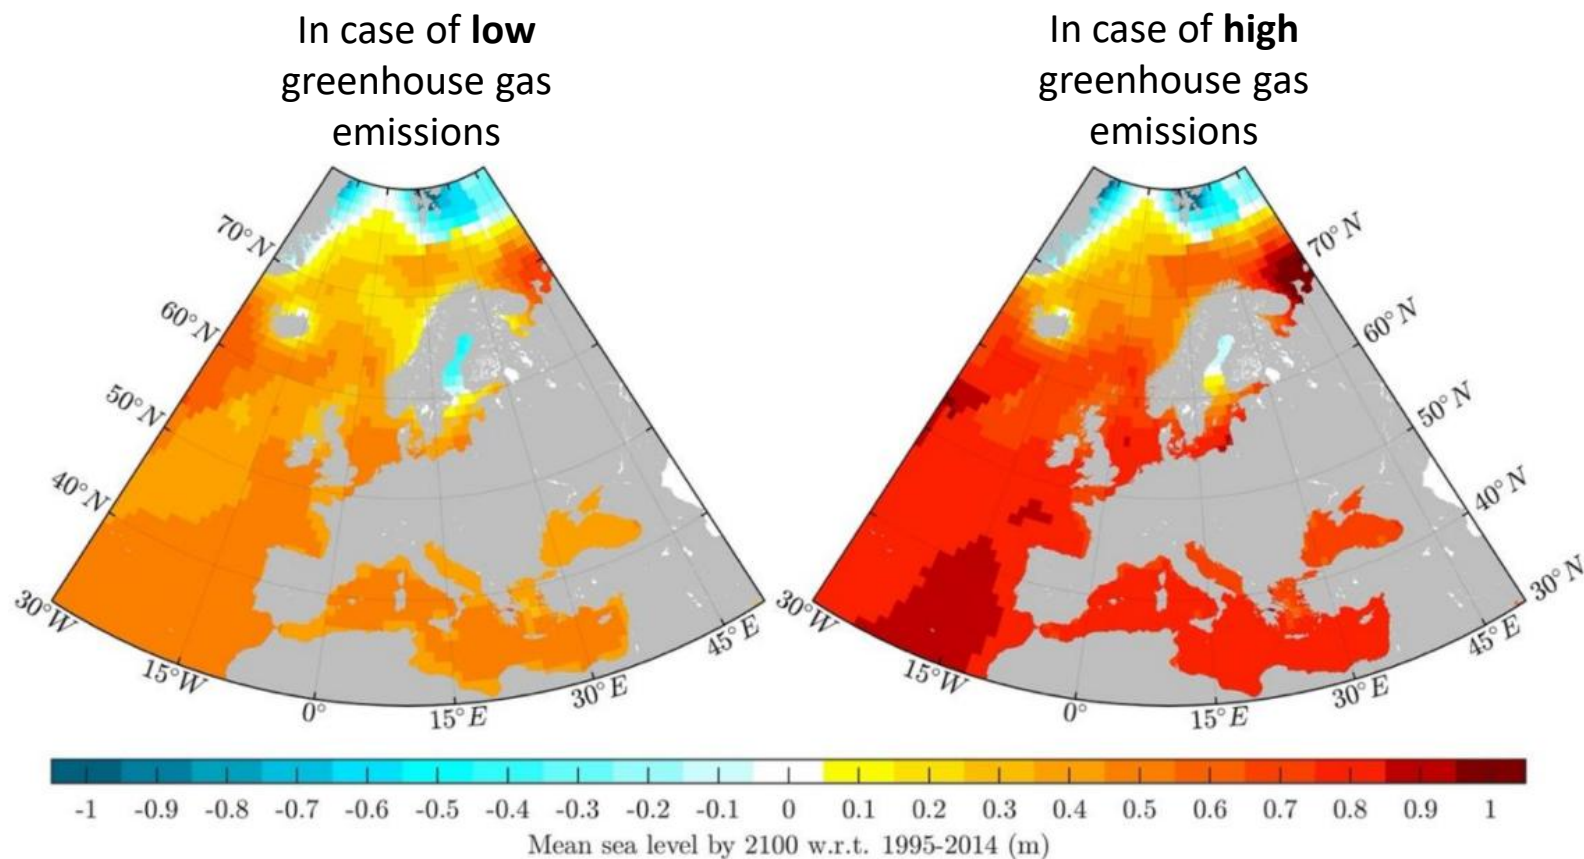 In case of low
greenhouse gas
emissions
In case of high
greenhouse gas
emissions
70°N
60°N
50°N
40°N
30°W
15°W
0°
15°E
30°E
45°E
70°N
60°N
50°N
40°N
30°N
30°W
15°W
0°
15°E
30°E
45°E
-1 -0.9 -0.8 -0.7 -0.6 -0.5 -0.4 -0.3 -0.2 -0.1 0 0.1 0.2 0.3 0.4 0.5 0.6 0.7 0.8 0.9 1
Mean sea level by 2100 w.r.t. 1995-2014 (m)